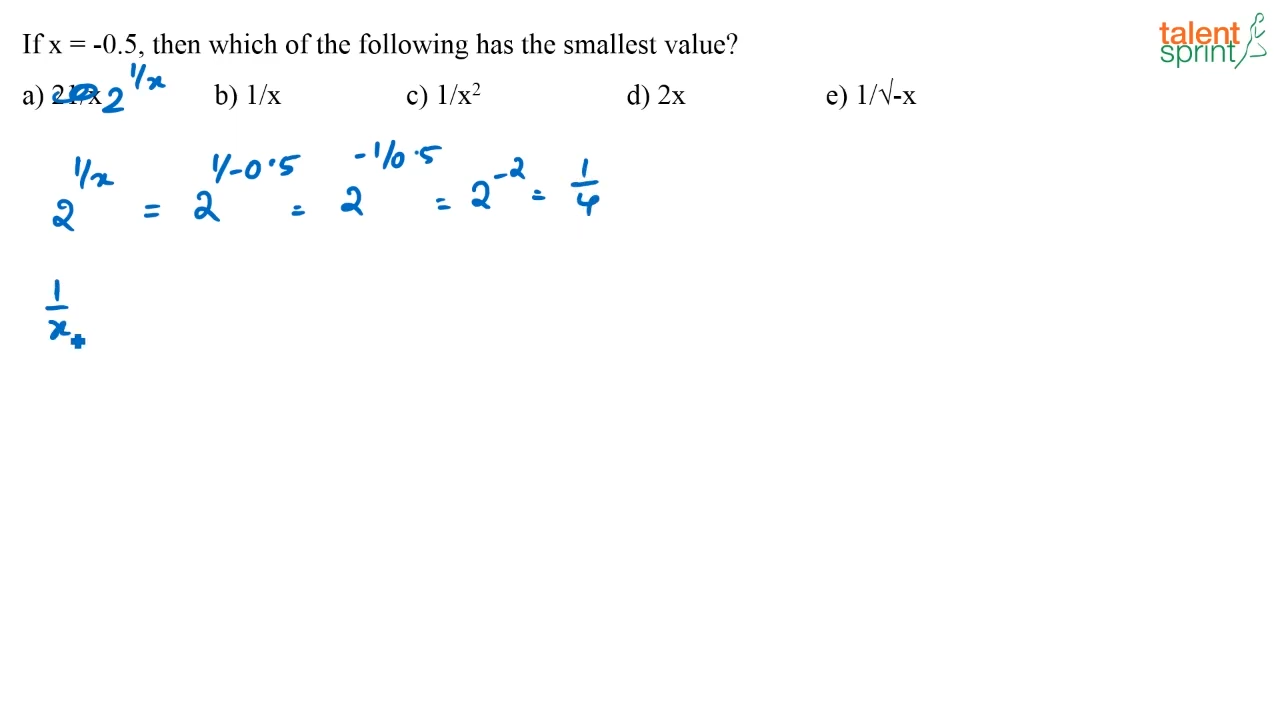 If x = -0.5, then which of the following has the smallest value?
talent
sprint
a) 21/x 2^1/x b) 1/x c) 1/x² d) 2x e) 1/√-x
2^1/x = 2^1/-0.5 = 2^-1/0.5 = 2^-2 = 1/4
1/x